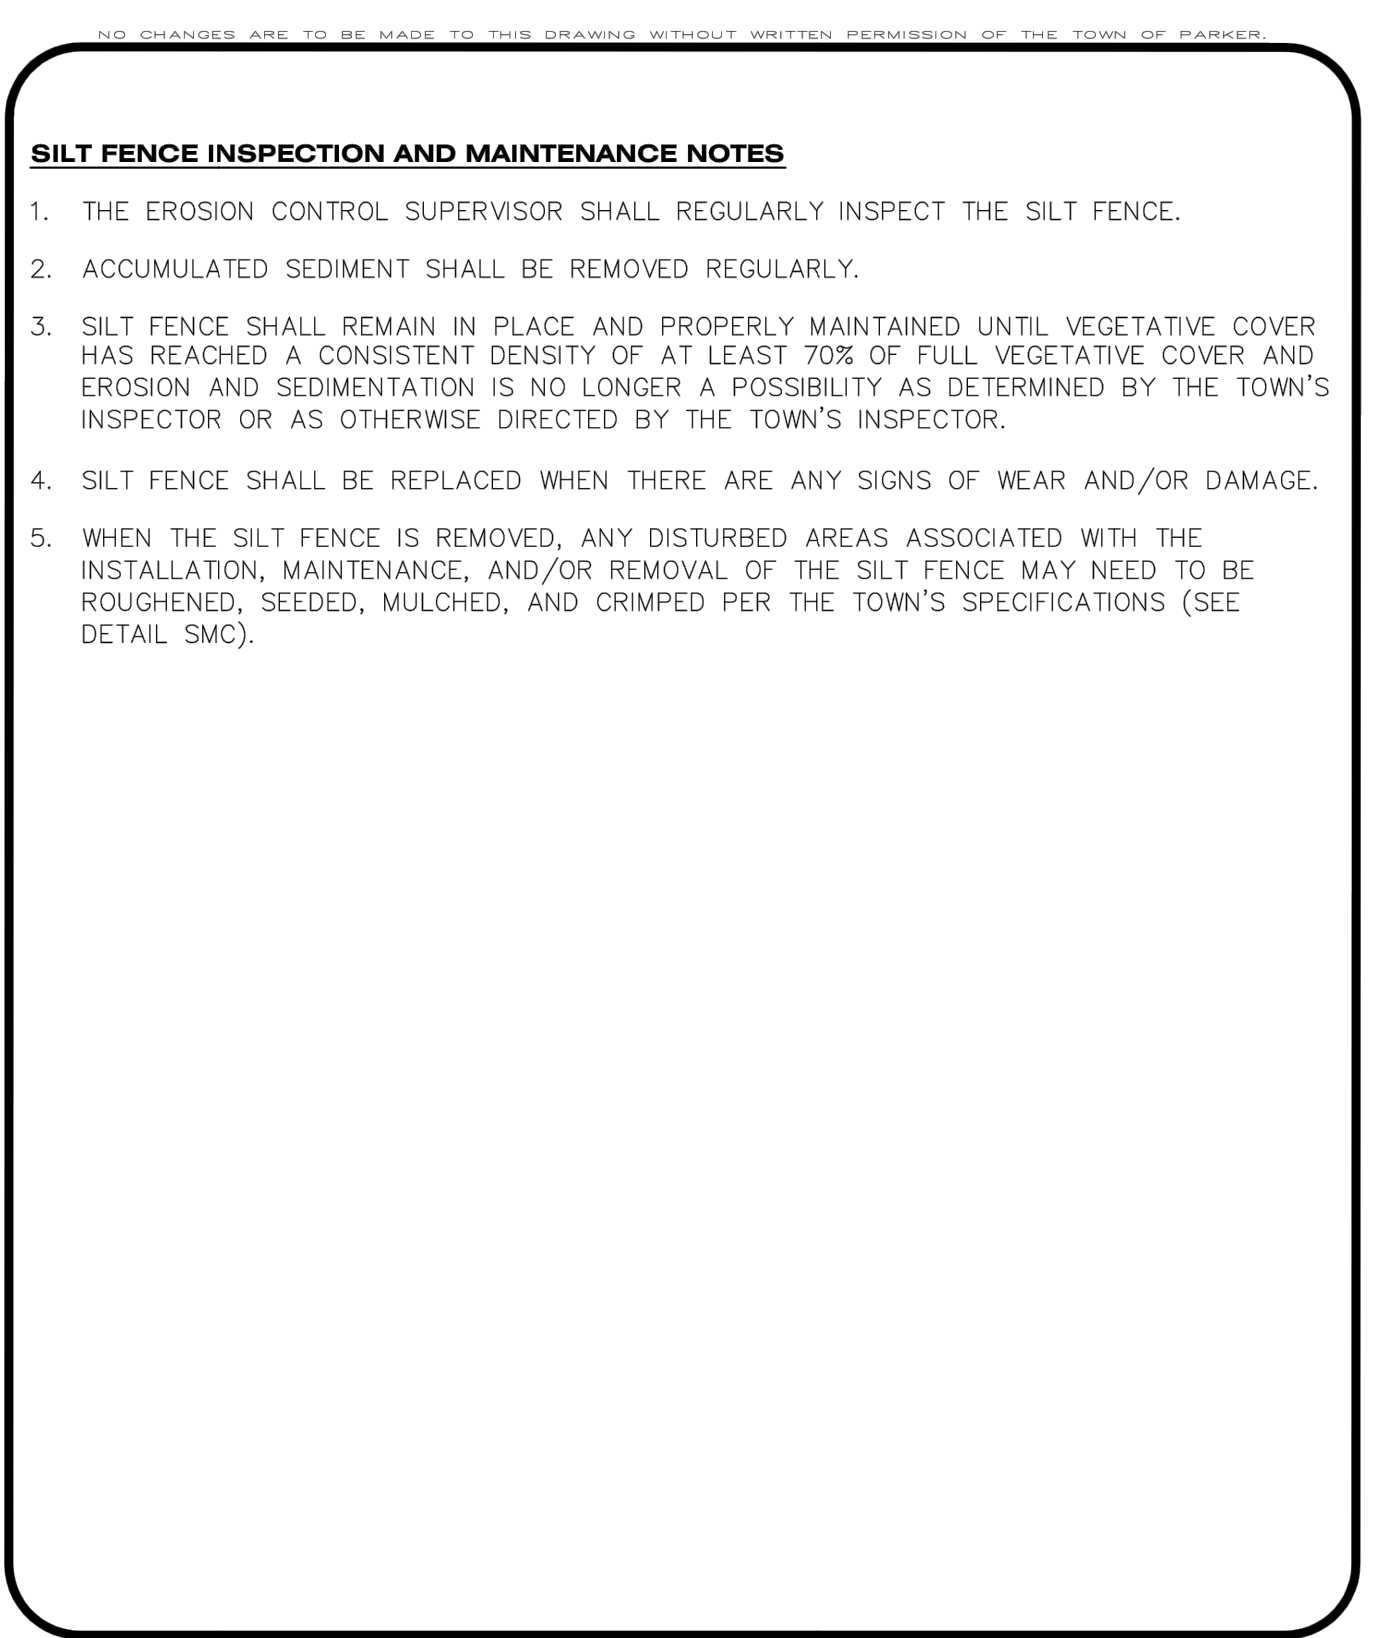 NO CHANGES ARE TO BE MADE TO THIS DRAWING WITHOUT WRITTEN PERMISSION OF THE TOWN OF PARKER.
SILT FENCE INSPECTION AND MAINTENANCE NOTES
1. THE EROSION CONTROL SUPERVISOR SHALL REGULARLY INSPECT THE SILT FENCE.
2. ACCUMULATED SEDIMENT SHALL BE REMOVED REGULARLY.
3. SILT FENCE SHALL REMAIN IN PLACE AND PROPERLY MAINTAINED UNTIL VEGETATIVE COVER
HAS REACHED A CONSISTENT DENSITY OF AT LEAST 70% OF FULL VEGETATIVE COVER AND
EROSION AND SEDIMENTATION IS NO LONGER A POSSIBILITY AS DETERMINED BY THE TOWN'S
INSPECTOR OR AS OTHERWISE DIRECTED BY THE TOWN'S INSPECTOR.
4. SILT FENCE SHALL BE REPLACED WHEN THERE ARE ANY SIGNS OF WEAR AND/OR DAMAGE.
5. WHEN THE SILT FENCE IS REMOVED, ANY DISTURBED AREAS ASSOCIATED WITH THE
INSTALLATION, MAINTENANCE, AND/OR REMOVAL OF THE SILT FENCE MAY NEED TO BE
ROUGHENED, SEEDED, MULCHED, AND CRIMPED PER THE TOWN'S SPECIFICATIONS (SEE
DETAIL SMC).